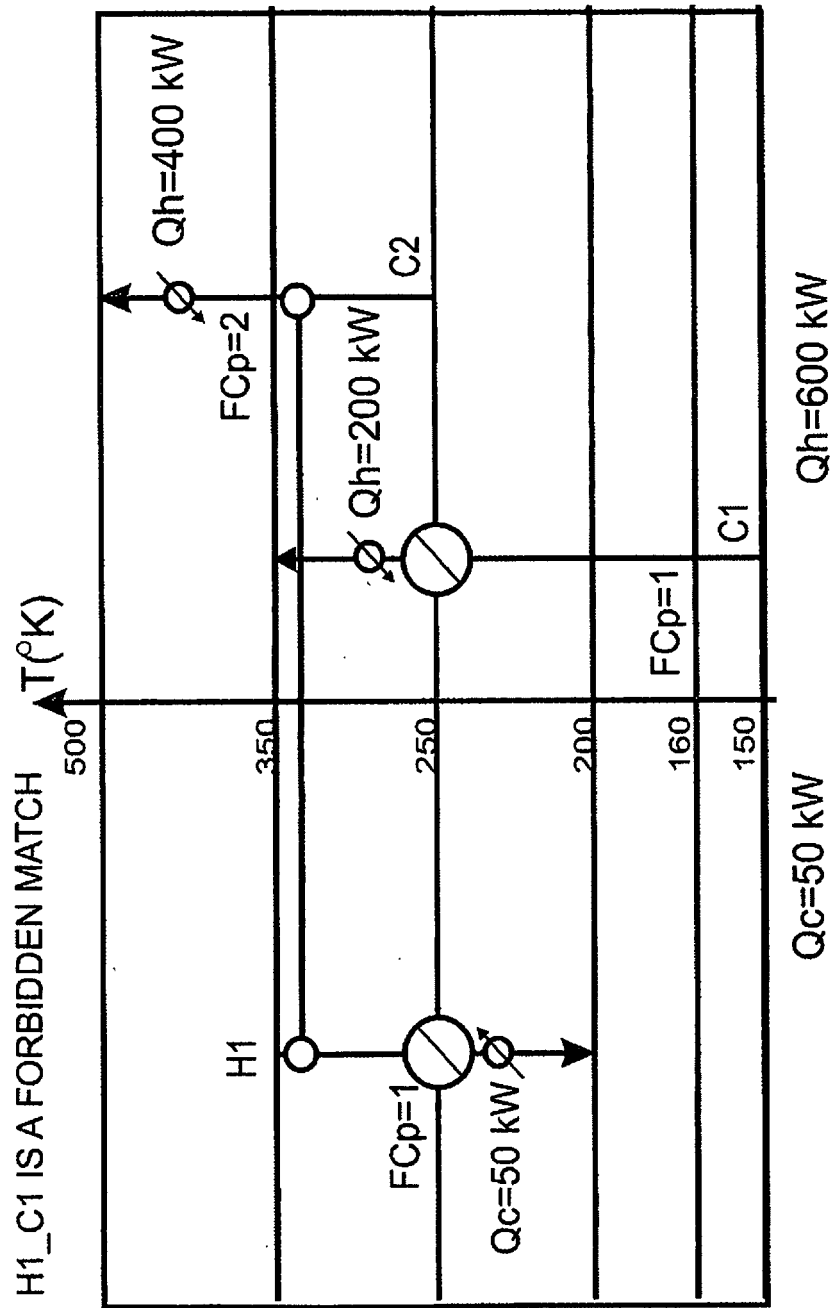 H1_C1 IS A FORBIDDEN MATCH
T(°K)
500
350
250
200
160
150
H1
FCp=1
Qc=50 kW
Qh=400 kW
FCp=2
C2
Qh=200 kW
FCp=1
C1
Qc=50 kW
Qh=600 kW